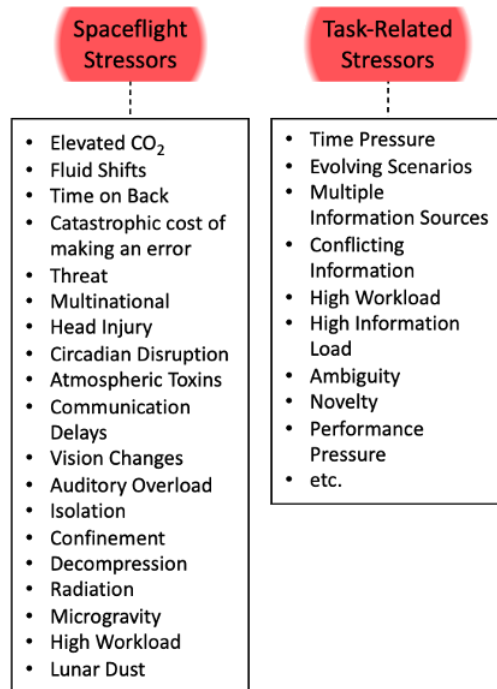 Spaceflight
Stressors
• Elevated CO₂
• Fluid Shifts
• Time on Back
• Catastrophic cost of
making an error
• Threat
• Multinational
• Head Injury
• Circadian Disruption
• Atmospheric Toxins
• Communication
Delays
• Vision Changes
• Auditory Overload
• Isolation
• Confinement
• Decompression
• Radiation
• Microgravity
• High Workload
• Lunar Dust
Task-Related
Stressors
• Time Pressure
• Evolving Scenarios
• Multiple
Information Sources
• Conflicting
Information
• High Workload
• High Information
Load
• Ambiguity
• Novelty
• Performance
Pressure
• etc.